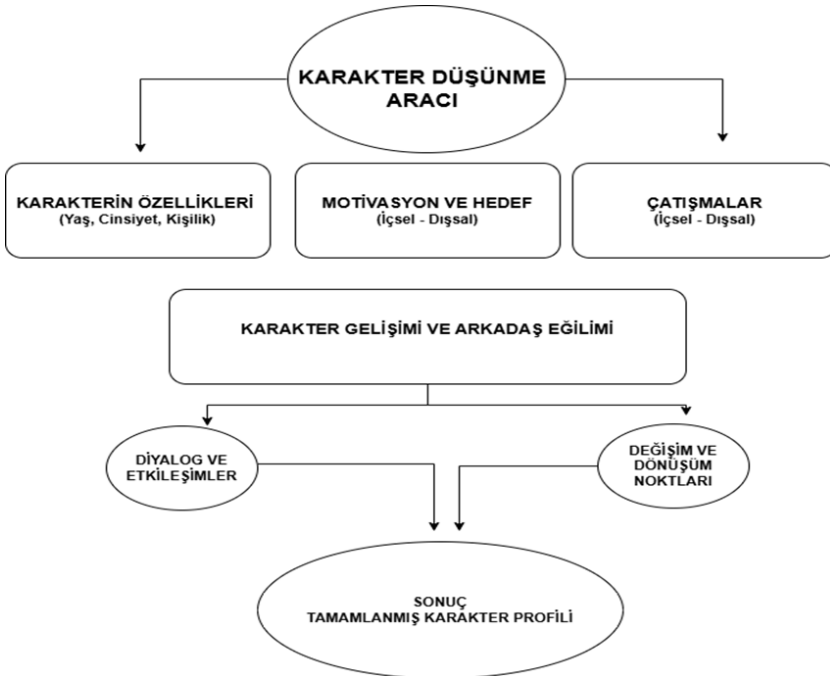 KARAKTER DÜŞÜNME
ARACI
KARAKTERİN ÖZELLİKLERİ
(Yaş, Cinsiyet, Kişilik)
MOTİVASYON VE HEDEF
(İçsel - Dışsal)
ÇATIŞMALAR
(İçsel - Dışsal)
KARAKTER GELİŞİMİ VE ARKADAŞ EĞİLİMİ
DİYALOG VE
ETKİLEŞİMLER
DEĞİŞİM VE
DÖNÜŞÜM
NOKTLARI
SONUÇ
TAMAMLANMIŞ KARAKTER PROFİLİ